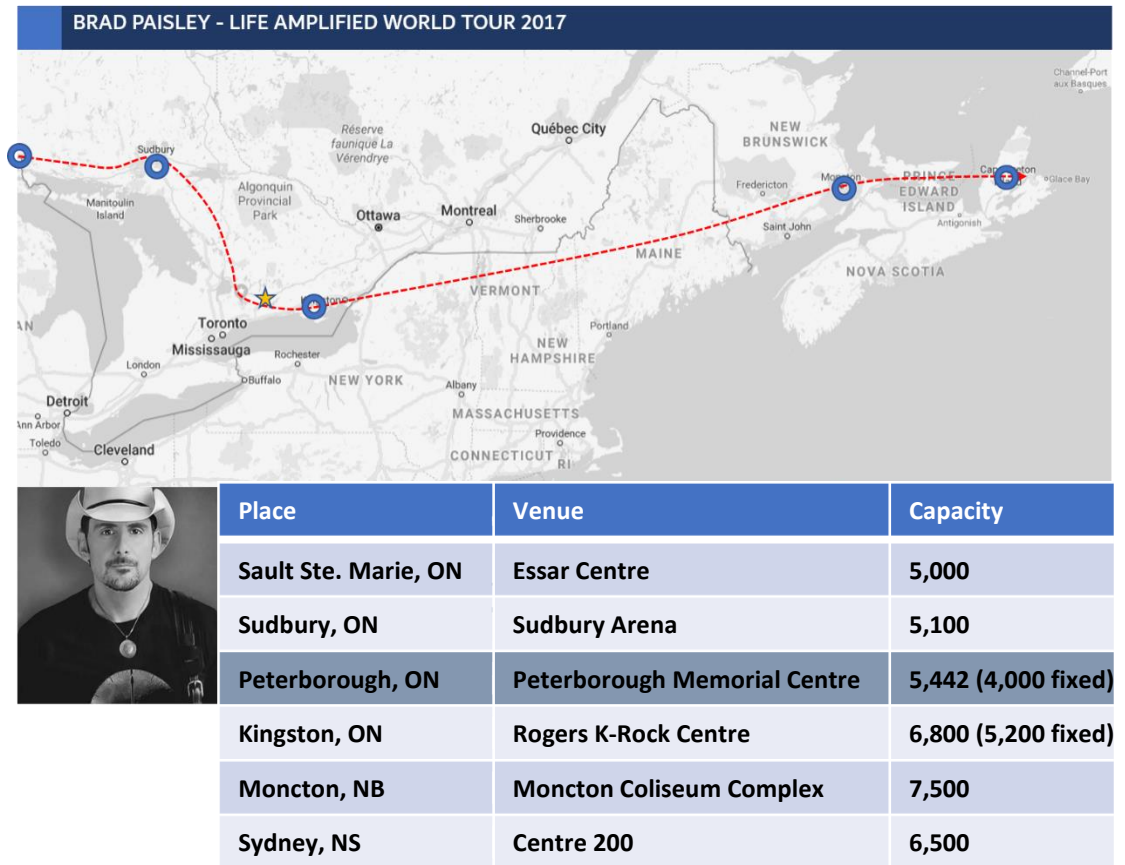 BRAD PAISLEY - LIFE AMPLIFIED WORLD TOUR 2017
Channel-Port
aux Basques
Québec City
NEW
BRUNSWICK
Réserve
faunique La
Vérendrye
Sudbury
Fredericton
PRINCE
EDWARD
ISLAND
Glace Bay
Manitoulin
Island
Algonquin
Provincial
Park
Ottawa
Montreal
Sherbrooke
Antigonish
Saint John
MAINE
NOVA SCOTIA
VERMONT
Toronto
Mississauga
Portland
NEW
HAMPSHIRE
London
Rochester
Buffalo
NEW YORK
Albany
Detroit
Ann Arbor
MASSACHUSETTS
Toledo
Cleveland
Providence
CONNECTICUT
RI
Place Venue Capacity
Sault Ste. Marie, ON Essar Centre 5,000
Sudbury, ON Sudbury Arena 5,100
Peterborough, ON Peterborough Memorial Centre 5,442 (4,000 fixed)
Kingston, ON Rogers K-Rock Centre 6,800 (5,200 fixed)
Moncton, NB Moncton Coliseum Complex 7,500
Sydney, NS Centre 200 6,500